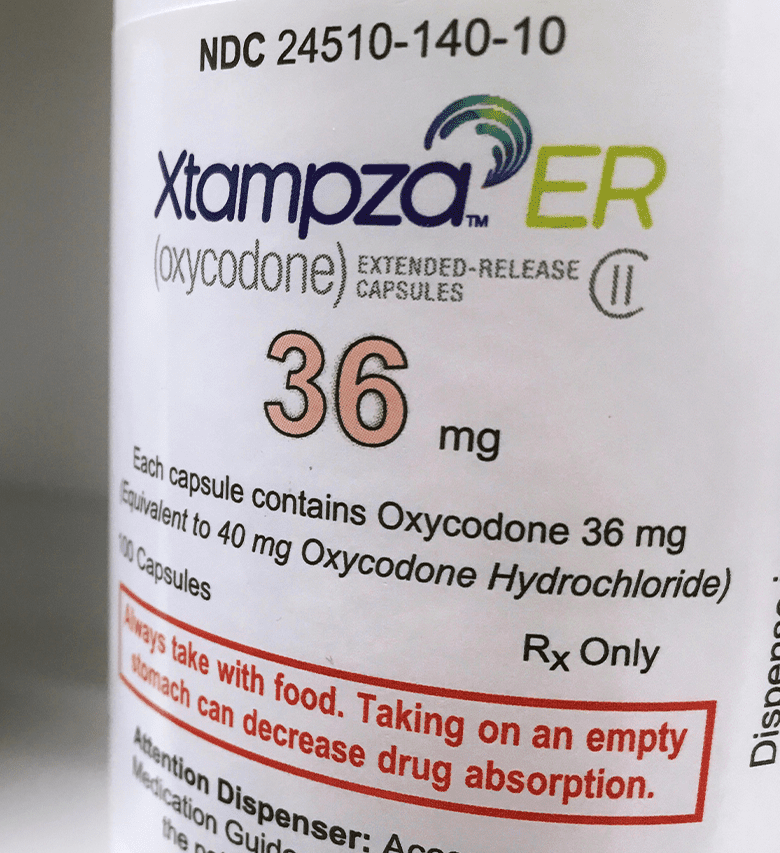 NDC 24510-140-10
Xtampza™ ER
(oxycodone) EXTENDED-RELEASE CAPSULES CII
36 mg
Each capsule contains Oxycodone 36 mg
(Equivalent to 40 mg Oxycodone Hydrochloride)
100 Capsules
Rx Only
Always take with food. Taking on an empty
stomach can decrease drug absorption.
Attention Dispenser:
Medication
the